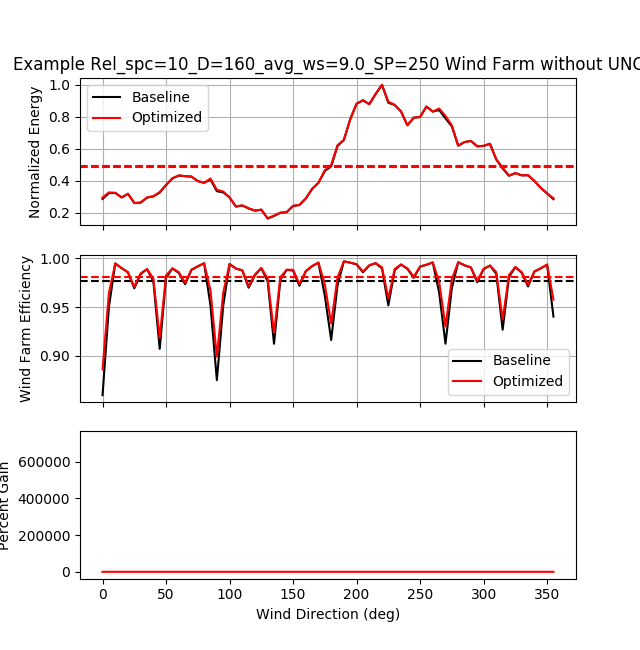 Example Rel_spc=10_D=160_avg_ws=9.0_SP=250 Wind Farm without UNC
Normalized Energy
1.0
0.8
0.6
0.4
0.2
Baseline
Optimized
Wind Farm Efficiency
1.00
0.95
0.90
Baseline
Optimized
Percent Gain
600000
400000
200000
0
0 50 100 150 200 250 300 350
Wind Direction (deg)